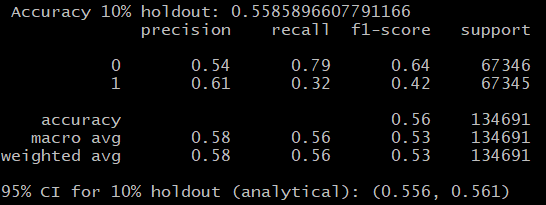 Accuracy 10% holdout: 0.5585896607791166
precision recall f1-score support
0 0.54 0.79 0.64 67346
1 0.61 0.32 0.42 67345
accuracy 0.56 134691
macro avg 0.58 0.56 0.53 134691
weighted avg 0.58 0.56 0.53 134691
95% CI for 10% holdout (analytical): (0.556, 0.561)